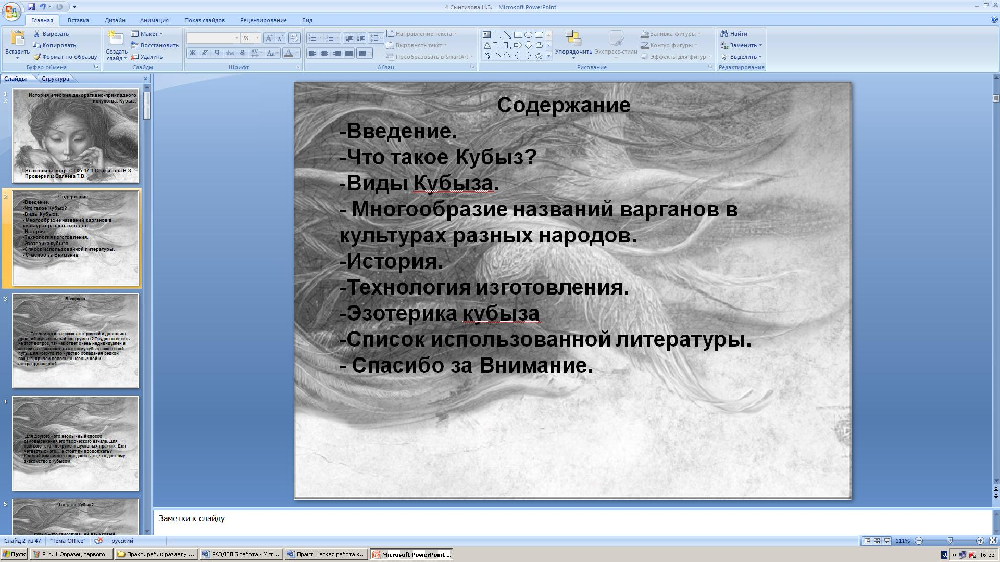 4 Сынгизова Н.З. - Microsoft PowerPoint
Главная Вставка Дизайн Анимация Показ слайдов Рецензирование Вид
Вставить
Вырезать
Копировать
Формат по образцу
Буфер обмена
Создать слайд
Макет
Восстановить
Удалить
Слайды
28
Ж К Ч abc S AV Aa А
Шрифт
Направление текста
Выровнять текст
Преобразовать в SmartArt
Абзац
Упорядочить
Экспресс-стили
Заливка фигуры
Контур фигуры
Эффекты для фигур
Рисование
Найти
Заменить
Выделить
Редактирование
Слайды Структура
1
История и теория декоративно-прикладного
искусства. Кубыз.
Выполнила: ст.гр. СТХб-17-1 Сынгизова Н.З.
Проверила: Саляева Т.В.
2
Содержание
-Введение.
-Что такое Кубыз?
-Виды Кубыза.
- Многообразие названий варганов в
культурах разных народов.
-История.
-Технология изготовления.
-Эзотерика кубыза
-Список использованной литературы.
- Спасибо за Внимание.
3
Введение
Так чем же интересен этот редкий и довольно
древний музыкальный инструмент? Трудно ответить
на этот вопрос, так как ответ очень индивидуален и
зависит от человека, к которому кубыз нашел свой
путь. Для кого-то это чувство обладания редкой
вещью, причем довольно необычной и
экстраординарной.
4
Для другого - это необычный способ
самовыражения его творческого начала. Для
третьего -это инструмент духовных практик. Для
четвертых - это… а стоит ли продолжать?
Каждый сам сможет определить то, что даст ему
знакомство с кубызом.
5
Что такое Кубыз?
Кубыз – это самозвучащий язычковый
Содержание
-Введение.
-Что такое Кубыз?
-Виды Кубыза.
- Многообразие названий варганов в
культурах разных народов.
-История.
-Технология изготовления.
-Эзотерика кубыза
-Список использованной литературы.
- Спасибо за Внимание.
Заметки к слайду
Слайд 2 из 47 "Тема Office" русский 111%
Пуск Рис. 1 Образец первого... Практ. раб. к разделу ... РАЗДЕЛ 5 работа - Micr... Практическая работа к... Microsoft PowerPoint ... RL « 16:33